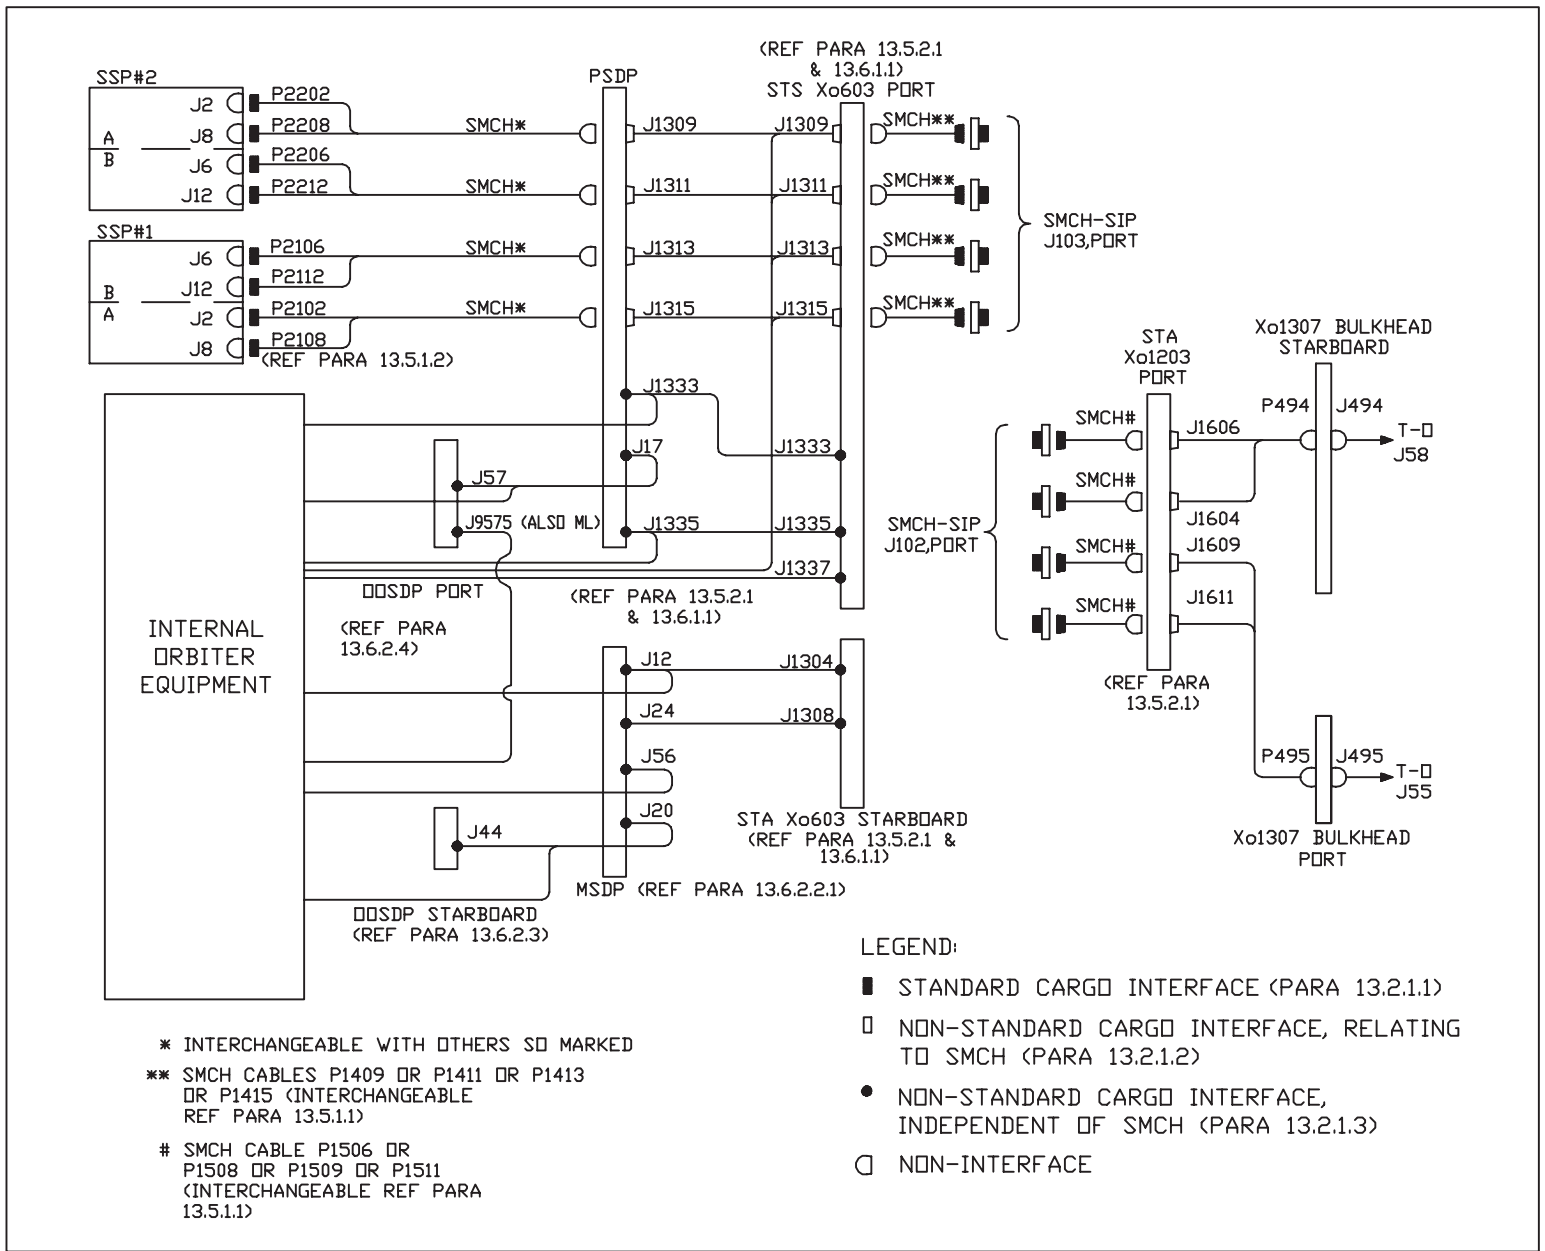 (REF PARA 13.5.2.1
& 13.6.1.1)
STS Xo603 PORT
SSP#2
PSDP
J2
P2202
J8
P2208
SMCH*
J1309
J1309
SMCH**
A
B
J6
P2206
J12
P2212
SMCH*
J1311
J1311
SMCH**
SMCH-SIP
J103,PORT
SSP#1
J6
P2106
SMCH*
J1313
J1313
SMCH**
J12
P2112
B
A
J2
P2102
SMCH*
J1315
J1315
SMCH**
J8
P2108
(REF PARA 13.5.1.2)
STA
Xo1203
PORT
Xo1307 BULKHEAD
STARBOARD
J1333
J17
J1333
J57
J9575 (ALSO ML)
J1335
J1335
J1337
OOSDP PORT
(REF PARA 13.5.2.1
& 13.6.1.1)
(REF PARA
13.6.2.4)
INTERNAL
ORBITER
EQUIPMENT
SMCH-SIP
J102,PORT
SMCH#
J1606
P494
J494
T-O
J58
SMCH#
J1604
SMCH#
J1609
SMCH#
J1611
(REF PARA
13.5.2.1)
J12
J1304
J24
J1308
J56
J20
J44
P495
J495
T-O
J55
Xo1307 BULKHEAD
PORT
STA Xo603 STARBOARD
(REF PARA 13.5.2.1 &
13.6.1.1)
MSDP (REF PARA 13.6.2.2.1)
OOSDP STARBOARD
(REF PARA 13.6.2.3)
LEGEND:
STANDARD CARGO INTERFACE (PARA 13.2.1.1)
NON-STANDARD CARGO INTERFACE, RELATING
TO SMCH (PARA 13.2.1.2)
NON-STANDARD CARGO INTERFACE,
INDEPENDENT OF SMCH (PARA 13.2.1.3)
NON-INTERFACE
* INTERCHANGEABLE WITH OTHERS SO MARKED
** SMCH CABLES P1409 OR P1411 OR P1413
OR P1415 (INTERCHANGEABLE
REF PARA 13.5.1.1)
# SMCH CABLE P1506 OR
P1508 OR P1509 OR P1511
(INTERCHANGEABLE REF PARA
13.5.1.1)